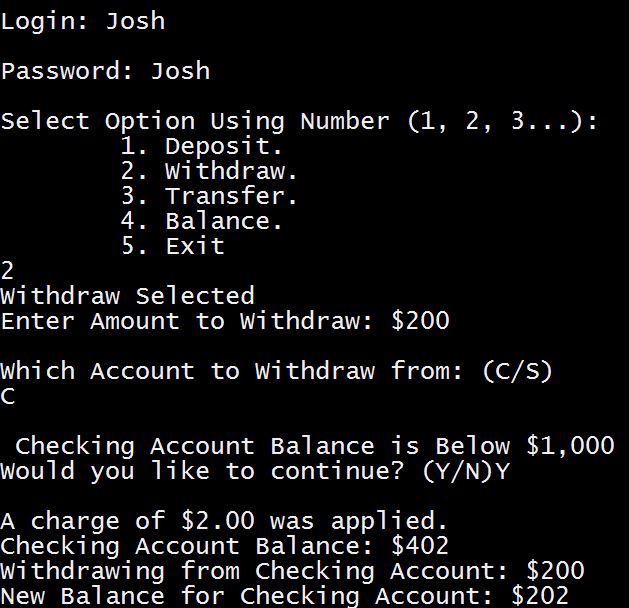 Login: Josh
Password: Josh
Select Option Using Number (1, 2, 3...):
1. Deposit.
2. Withdraw.
3. Transfer.
4. Balance.
5. Exit
2
Withdraw Selected
Enter Amount to Withdraw: $200
Which Account to Withdraw from: (C/S)
C
Checking Account Balance is Below $1,000
Would you like to continue? (Y/N)Y
A charge of $2.00 was applied.
Checking Account Balance: $402
Withdrawing from Checking Account: $200
New Balance for Checking Account: $202